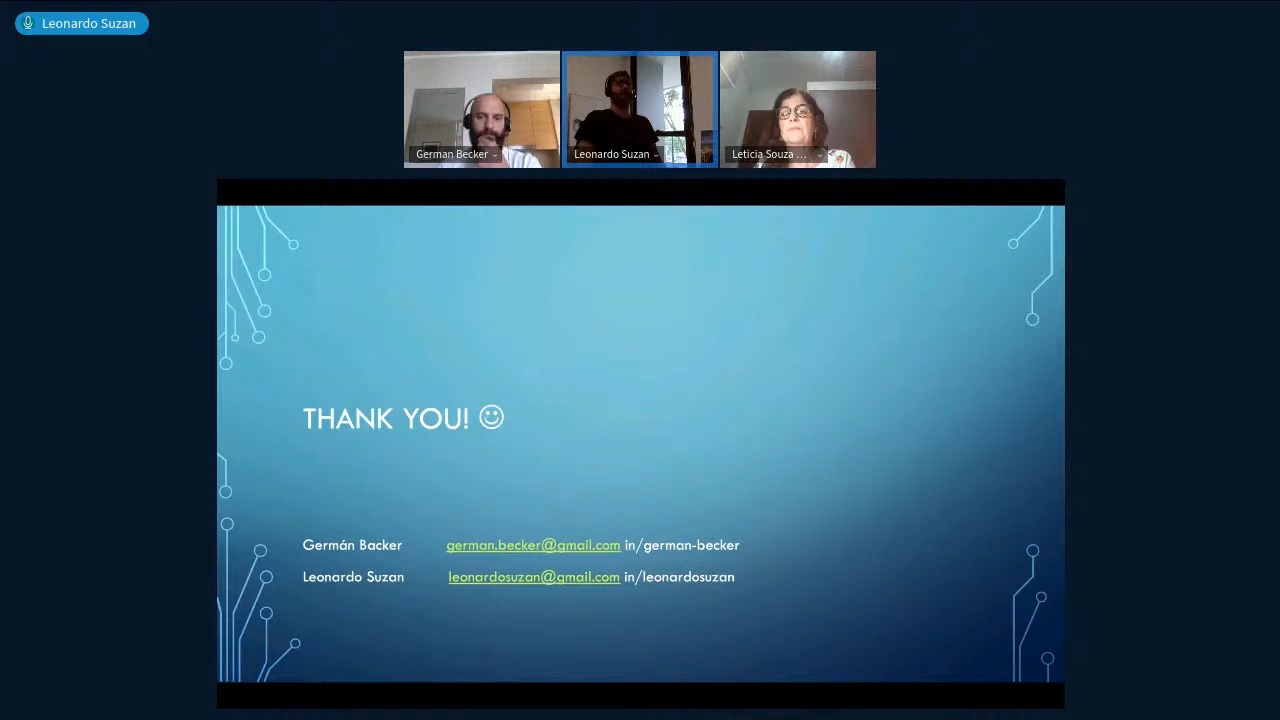 Leonardo Suzan
German Becker
Leonardo Suzan
Letícia Souza ...
THANK YOU! ☺
Germán Backer german.becker@gmail.com in/german-becker
Leonardo Suzan leonardosuzan@gmail.com in/leonardosuzan